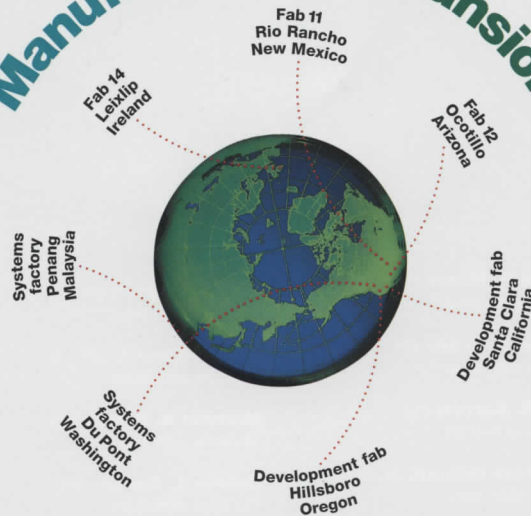 Manu
ansion
Fab 11
Rio Rancho
New Mexico
Fab 14
Leixlip
Ireland
Fab 12
Ocotillo
Arizona
Systems
factory
Penang
Malaysia
Development fab
Santa Clara
California
Systems
factory
Du Pont
Washington
Development fab
Hillsboro
Oregon